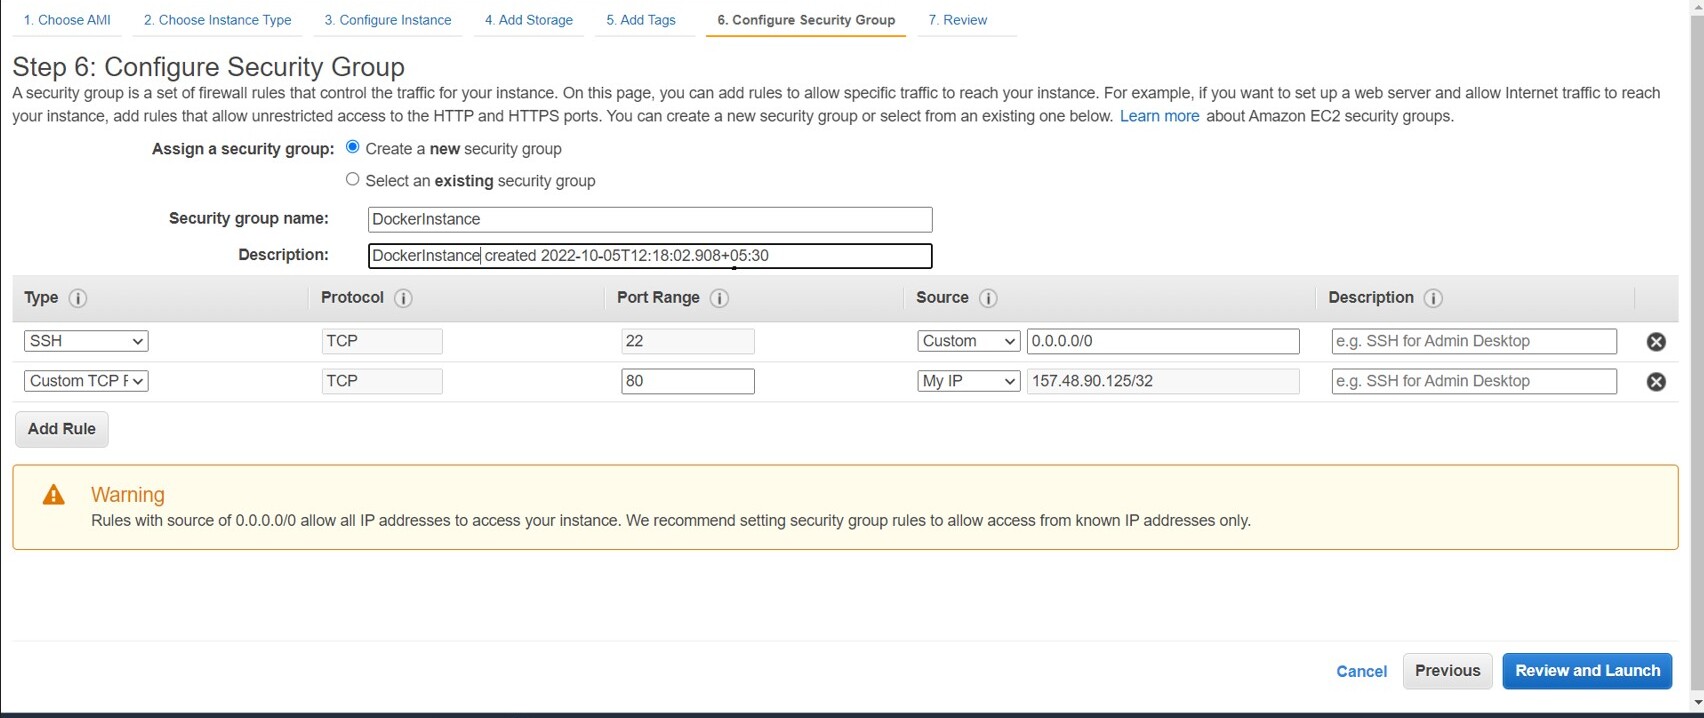 1. Choose AMI 2. Choose Instance Type 3. Configure Instance 4. Add Storage 5. Add Tags 6. Configure Security Group 7. Review
Step 6: Configure Security Group
A security group is a set of firewall rules that control the traffic for your instance. On this page, you can add rules to allow specific traffic to reach your instance. For example, if you want to set up a web server and allow Internet traffic to reach
your instance, add rules that allow unrestricted access to the HTTP and HTTPS ports. You can create a new security group or select from an existing one below. Learn more about Amazon EC2 security groups.
Assign a security group: Create a new security group
Select an existing security group
Security group name: DockerInstance
Description: DockerInstance created 2022-10-05T12:18:02.908+05:30
Type Protocol Port Range Source Description
SSH TCP 22 Custom 0.0.0.0/0 e.g. SSH for Admin Desktop
Custom TCP F TCP 80 My IP 157.48.90.125/32 e.g. SSH for Admin Desktop
Add Rule
Warning
Rules with source of 0.0.0.0/0 allow all IP addresses to access your instance. We recommend setting security group rules to allow access from known IP addresses only.
Cancel Previous Review and Launch